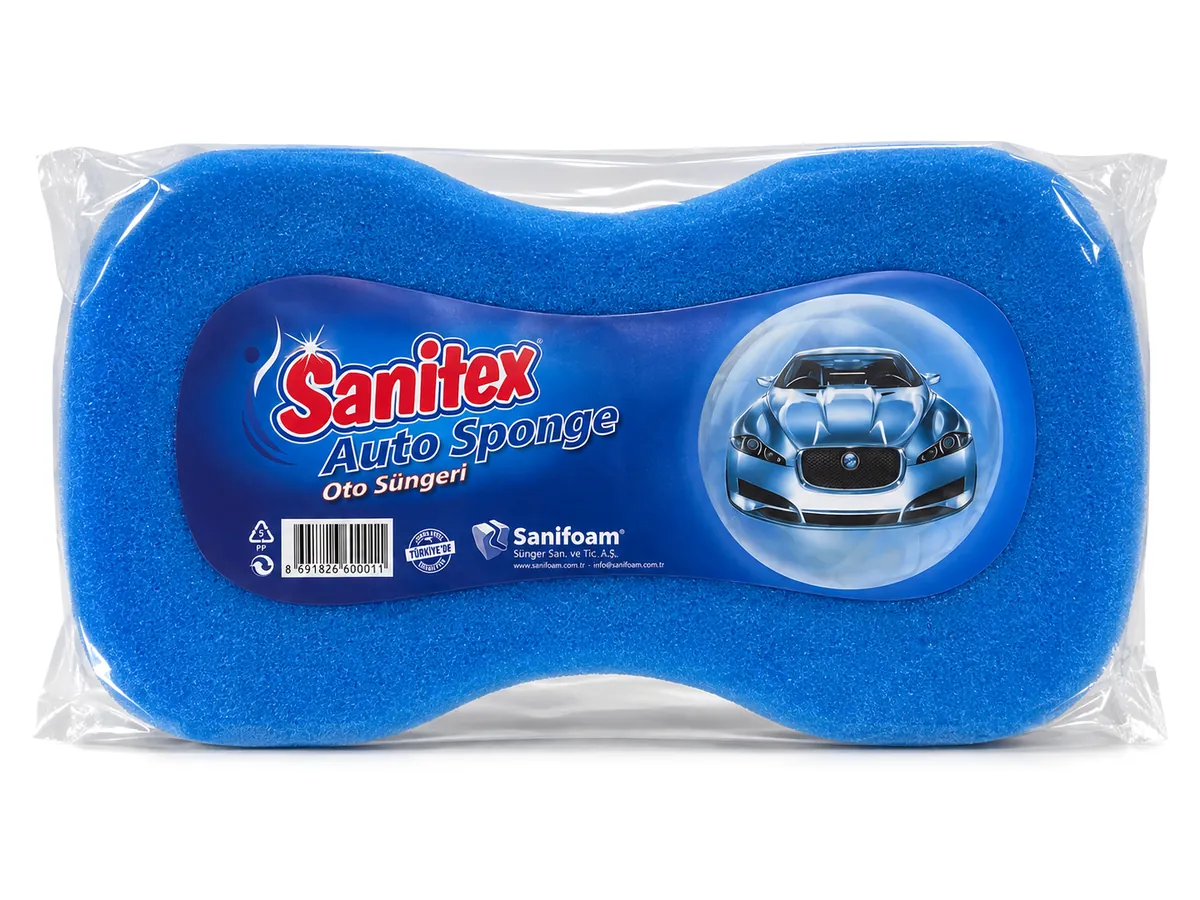 Sanitex®
Auto Sponge
Oto Süngeri
5
PP
8 691826 600011
TÜRKİYE'DE
Sanifoam®
Sünger San. ve Tic. A.Ş.
www.sanifoam.com.tr - info@sanifoam.com.tr